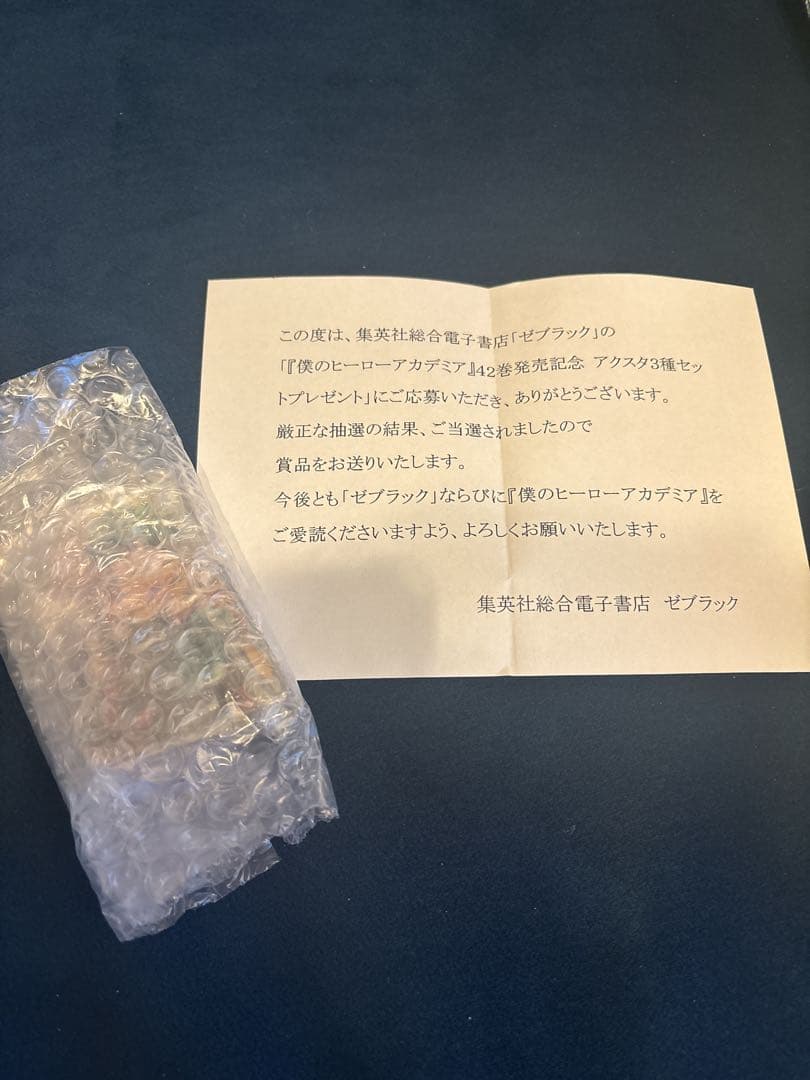 この度は、集英社総合電子書店「ゼブラック」の
「『僕のヒーローアカデミア』42巻発売記念 アクスタ3種セッ
トプレゼント」にご応募いただき、ありがとうございます。
厳正な抽選の結果、ご当選されましたので
賞品をお送りいたします。
今後とも「ゼブラック」ならびに『僕のヒーローアカデミア』を
ご愛読くださいますよう、よろしくお願いいたします。
集英社総合電子書店 ゼブラック